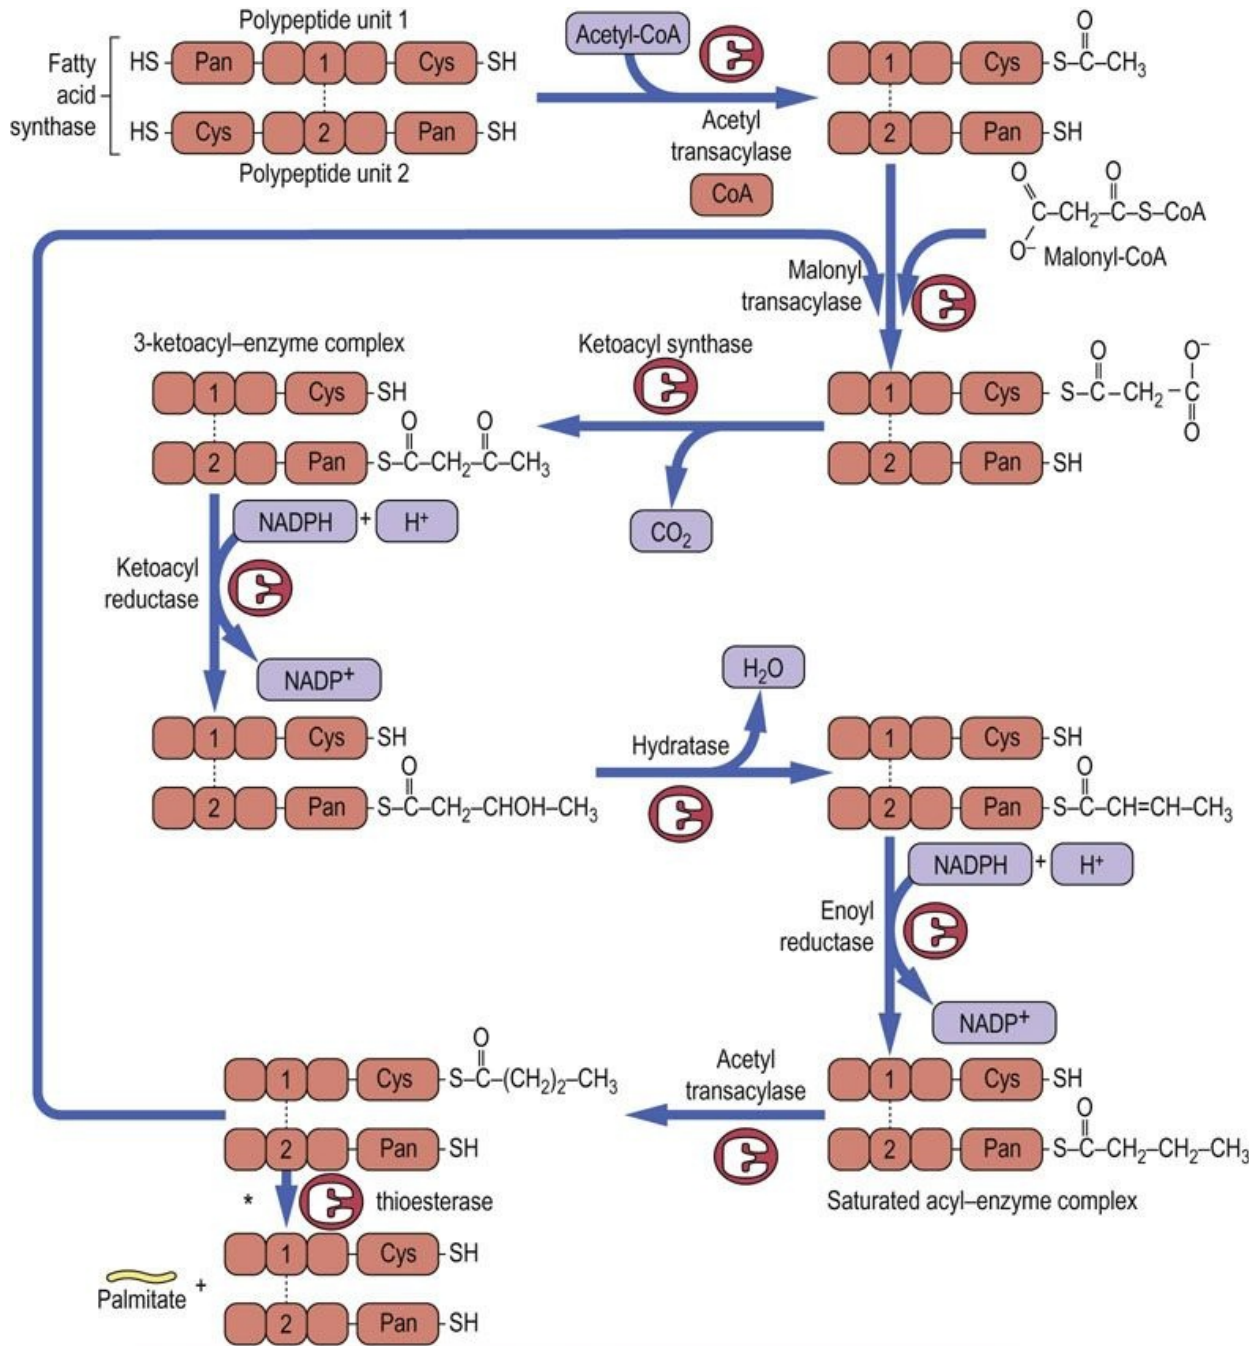 Polypeptide unit 1
Fatty
acid
synthase
HS Pan 1 Cys SH
HS Cys 2 Pan SH
Polypeptide unit 2
Acetyl-CoA
Acetyl
transacylase
CoA
O
1 Cys S–C–CH₃
2 Pan SH
O O
C–CH₂–C–S–CoA
O⁻ Malonyl-CoA
Malonyl
transacylase
O O⁻
1 Cys S–C–CH₂–C
O
2 Pan SH
Ketoacyl synthase
CO₂
3-ketoacyl–enzyme complex
1 Cys SH
O O
2 Pan S–C–CH₂–C–CH₃
NADPH + H⁺
Ketoacyl
reductase
NADP⁺
1 Cys SH
O
2 Pan S–C–CH₂–CHOH–CH₃
H₂O
Hydratase
1 Cys SH
O
2 Pan S–C–CH=CH–CH₃
NADPH + H⁺
Enoyl
reductase
NADP⁺
1 Cys SH
O
2 Pan S–C–CH₂–CH₂–CH₃
Saturated acyl–enzyme complex
Acetyl
transacylase
O
1 Cys S–C–(CH₂)₂–CH₃
2 Pan SH
* thioesterase
1 Cys SH
Palmitate +
2 Pan SH